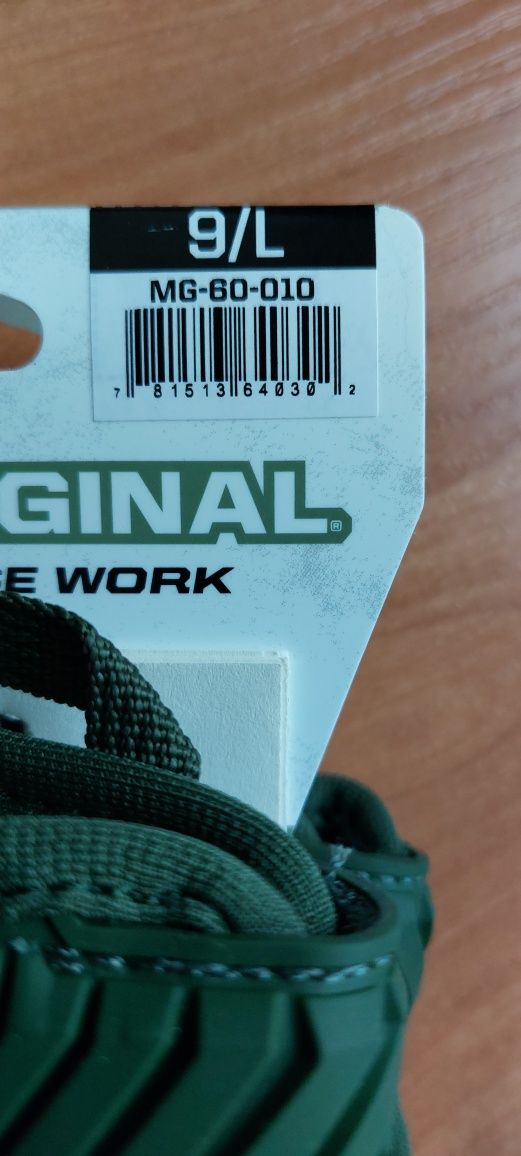 9/L
MG-60-010
7 81513 64030 2
GINAL®
E WORK